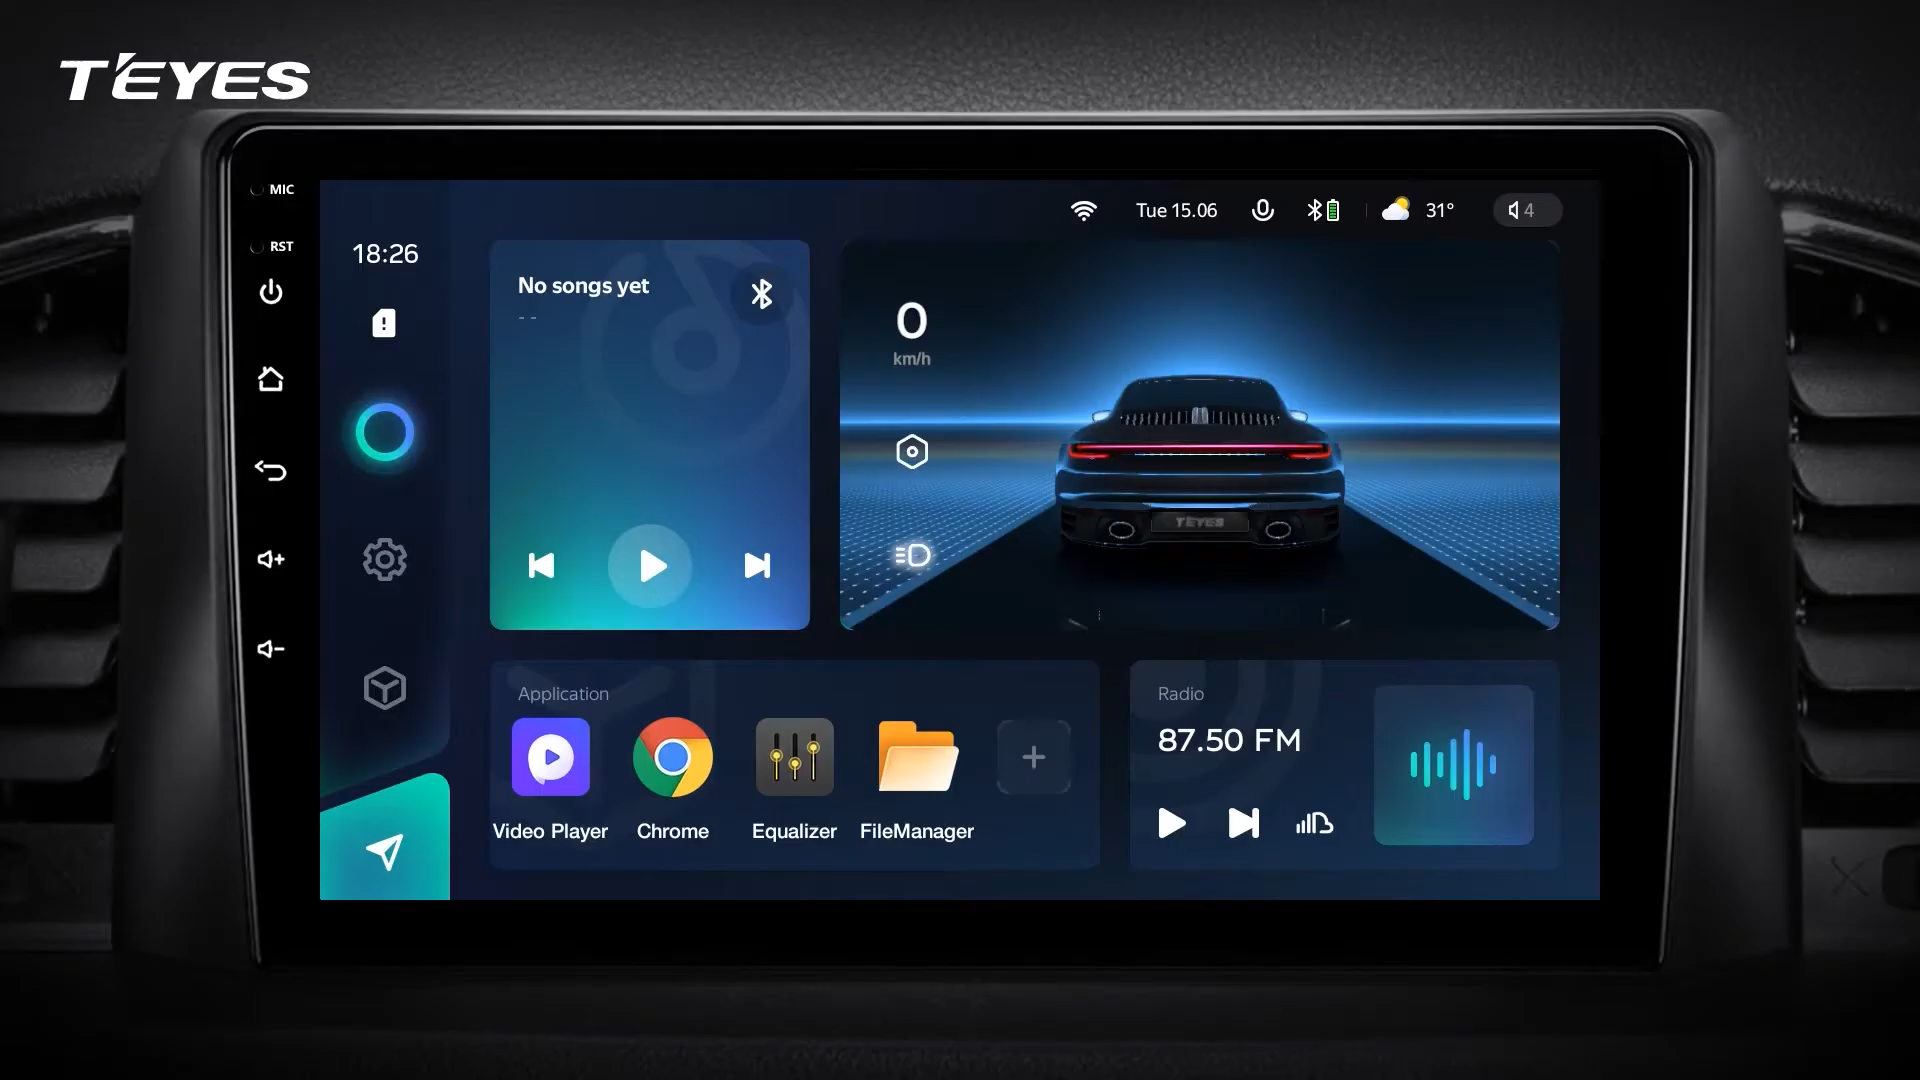 TEYES
MIC
RST
18:26
Tue 15.06
31°
4
No songs yet
- -
0
km/h
TEYES
Application
Video Player
Chrome
Equalizer
FileManager
Radio
87.50 FM